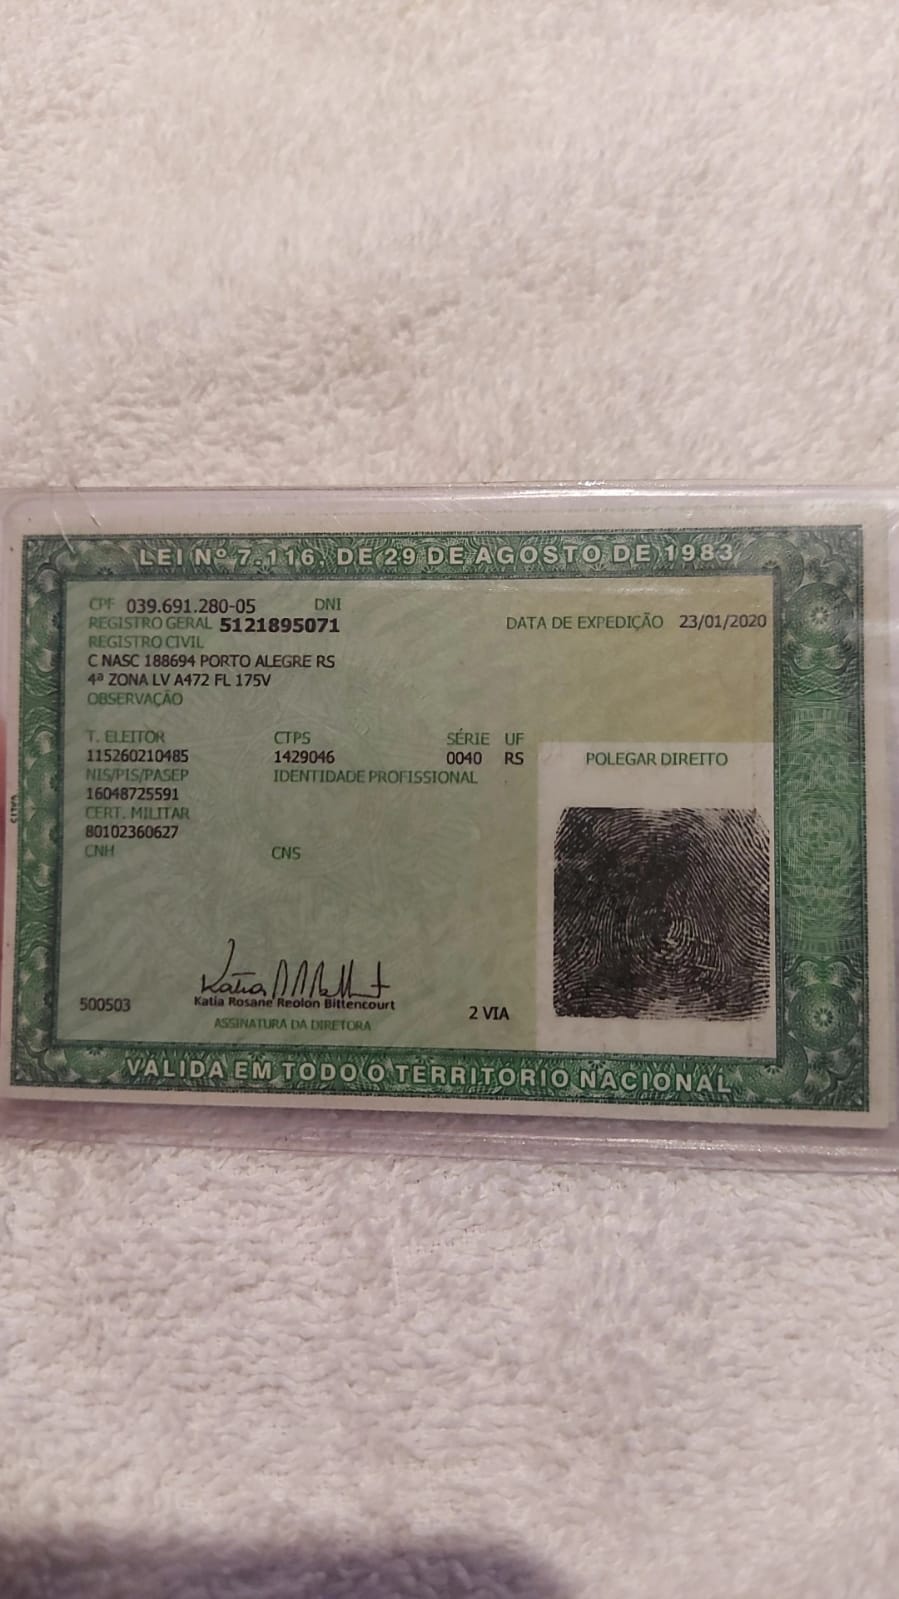 LEI Nº 7.116, DE 29 DE AGOSTO DE 1983
CPF 039.691.280-05 DNI
REGISTRO GERAL 5121895071 DATA DE EXPEDIÇÃO 23/01/2020
REGISTRO CIVIL
C NASC 188694 PORTO ALEGRE RS
4ª ZONA LV A472 FL 175V
OBSERVAÇÃO
T. ELEITOR CTPS SÉRIE UF
115260210485 1429046 0040 RS POLEGAR DIREITO
NIS/PIS/PASEP IDENTIDADE PROFISSIONAL
16048725591
CERT. MILITAR
80102360627
CNH CNS
Katia Rosane Reolon Bittencourt
500503 2 VIA
ASSINATURA DA DIRETORA
VÁLIDA EM TODO O TERRITÓRIO NACIONAL